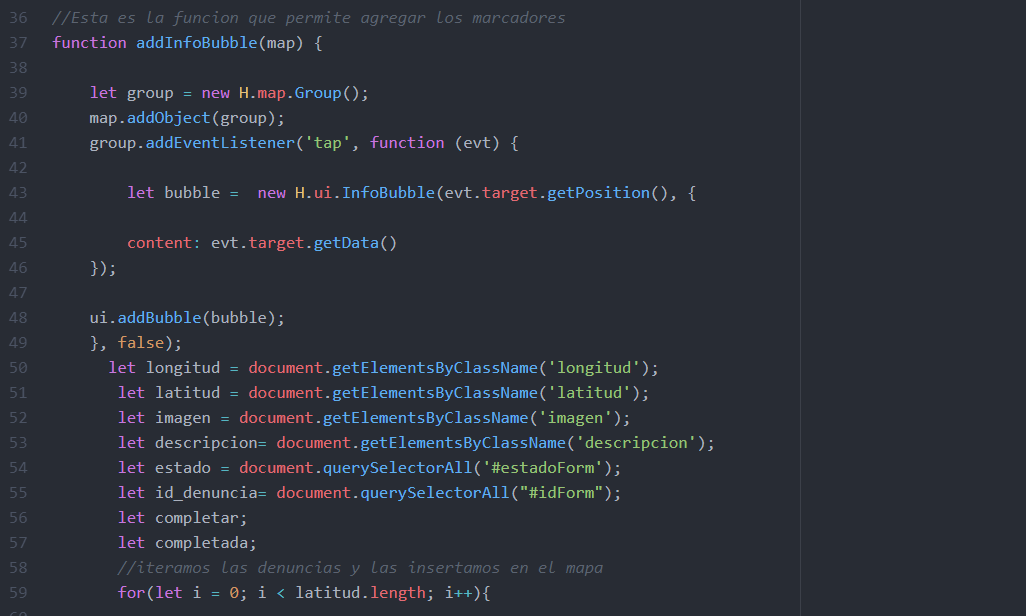 36 //Esta es la funcion que permite agregar los marcadores
37 function addInfoBubble(map) {
38
39 let group = new H.map.Group();
40 map.addObject(group);
41 group.addEventListener('tap', function (evt) {
42
43 let bubble =  new H.ui.InfoBubble(evt.target.getPosition(), {
44
45 content: evt.target.getData()
46 });
47
48 ui.addBubble(bubble);
49 }, false);
50 let longitud = document.getElementsByClassName('longitud');
51 let latitud = document.getElementsByClassName('latitud');
52 let imagen = document.getElementsByClassName('imagen');
53 let descripcion= document.getElementsByClassName('descripcion');
54 let estado = document.querySelectorAll('#estadoForm');
55 let id_denuncia= document.querySelectorAll("#idForm");
56 let completar;
57 let completada;
58 //iteramos las denuncias y las insertamos en el mapa
59 for(let i = 0; i < latitud.length; i++){